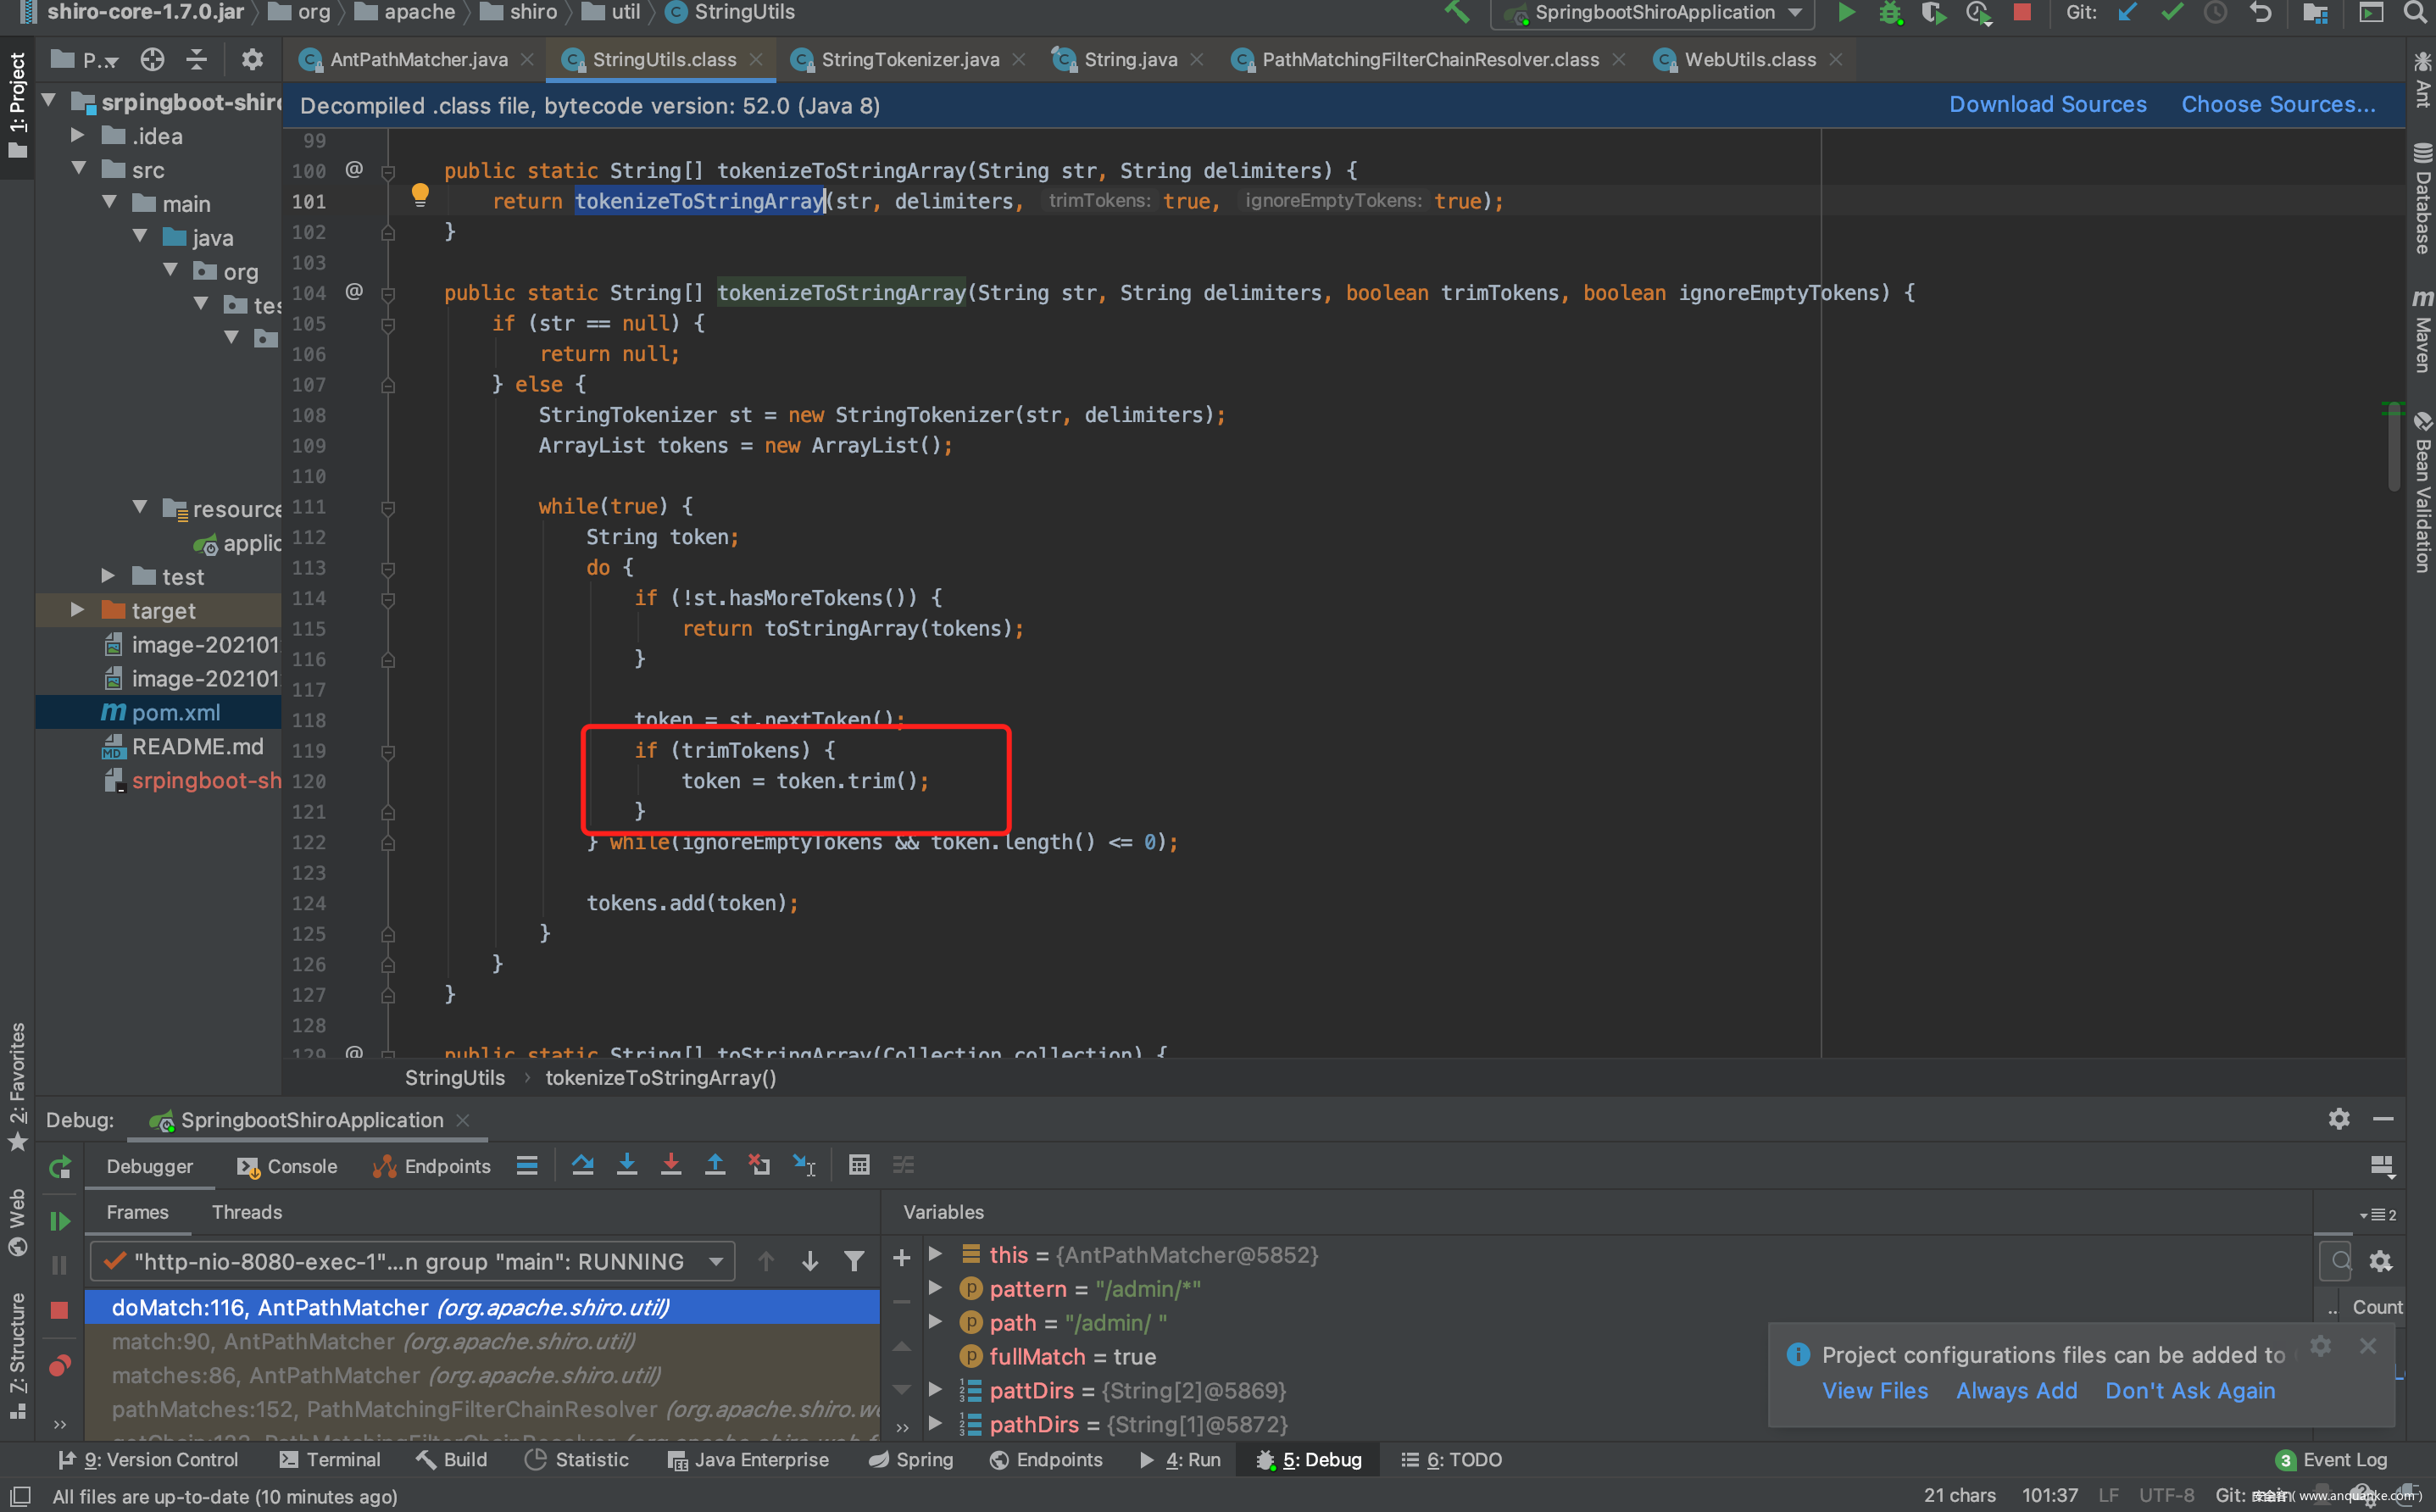 shiro-core-1.7.0.jar org apache shiro util StringUtils SpringbootShiroApplication Git:
1: Project P.. AntPathMatcher.java StringUtils.class StringTokenizer.java String.java PathMatchingFilterChainResolver.class WebUtils.class
Decompiled .class file, bytecode version: 52.0 (Java 8) Download Sources Choose Sources...
srpingboot-shiro
.idea
src
main
java
org
resource
applic
test
target
image-202101
image-202101
pom.xml
README.md
srpingboot-sh
99
100 @ public static String[] tokenizeToStringArray(String str, String delimiters) {
101 return tokenizeToStringArray(str, delimiters, trimTokens: true, ignoreEmptyTokens: true);
102 }
103
104 @ public static String[] tokenizeToStringArray(String str, String delimiters, boolean trimTokens, boolean ignoreEmptyTokens) {
105 if (str == null) {
106 return null;
107 } else {
108 StringTokenizer st = new StringTokenizer(str, delimiters);
109 ArrayList tokens = new ArrayList();
110
111 while(true) {
112 String token;
113 do {
114 if (!st.hasMoreTokens()) {
115 return toStringArray(tokens);
116 }
117
118 token = st.nextToken();
119 if (trimTokens) {
120 token = token.trim();
121 }
122 } while(ignoreEmptyTokens && token.length() <= 0);
123
124 tokens.add(token);
125 }
126 }
127 }
128
129 @ public static String[] toStringArray(Collection collection) {
StringUtils › tokenizeToStringArray()
Ant
Database
Maven
Bean Validation
2: Favorites
Web
Z: Structure
Debug: SpringbootShiroApplication
Debugger Console Endpoints
Frames Threads Variables
2
"http-nio-8080-exec-1"...n group "main": RUNNING
doMatch:116, AntPathMatcher (org.apache.shiro.util)
match:90, AntPathMatcher (org.apache.shiro.util)
matches:86, AntPathMatcher (org.apache.shiro.util)
pathMatches:152, PathMatchingFilterChainResolver (org.apache.shiro.we
this = {AntPathMatcher@5852}
pattern = "/admin/*"
path = "/admin/ "
fullMatch = true
pattDirs = {String[2]@5869}
pathDirs = {String[1]@5872}
.. Count
Project configurations files can be added to
View Files Always Add Don't Ask Again
9: Version Control Terminal Build Statistic Java Enterprise Spring Endpoints 4: Run 5: Debug 6: TODO 3 Event Log
All files are up-to-date (10 minutes ago) 21 chars 101:37 LF UTF-8 Git: main
安全客 ( www.anquanke.com )